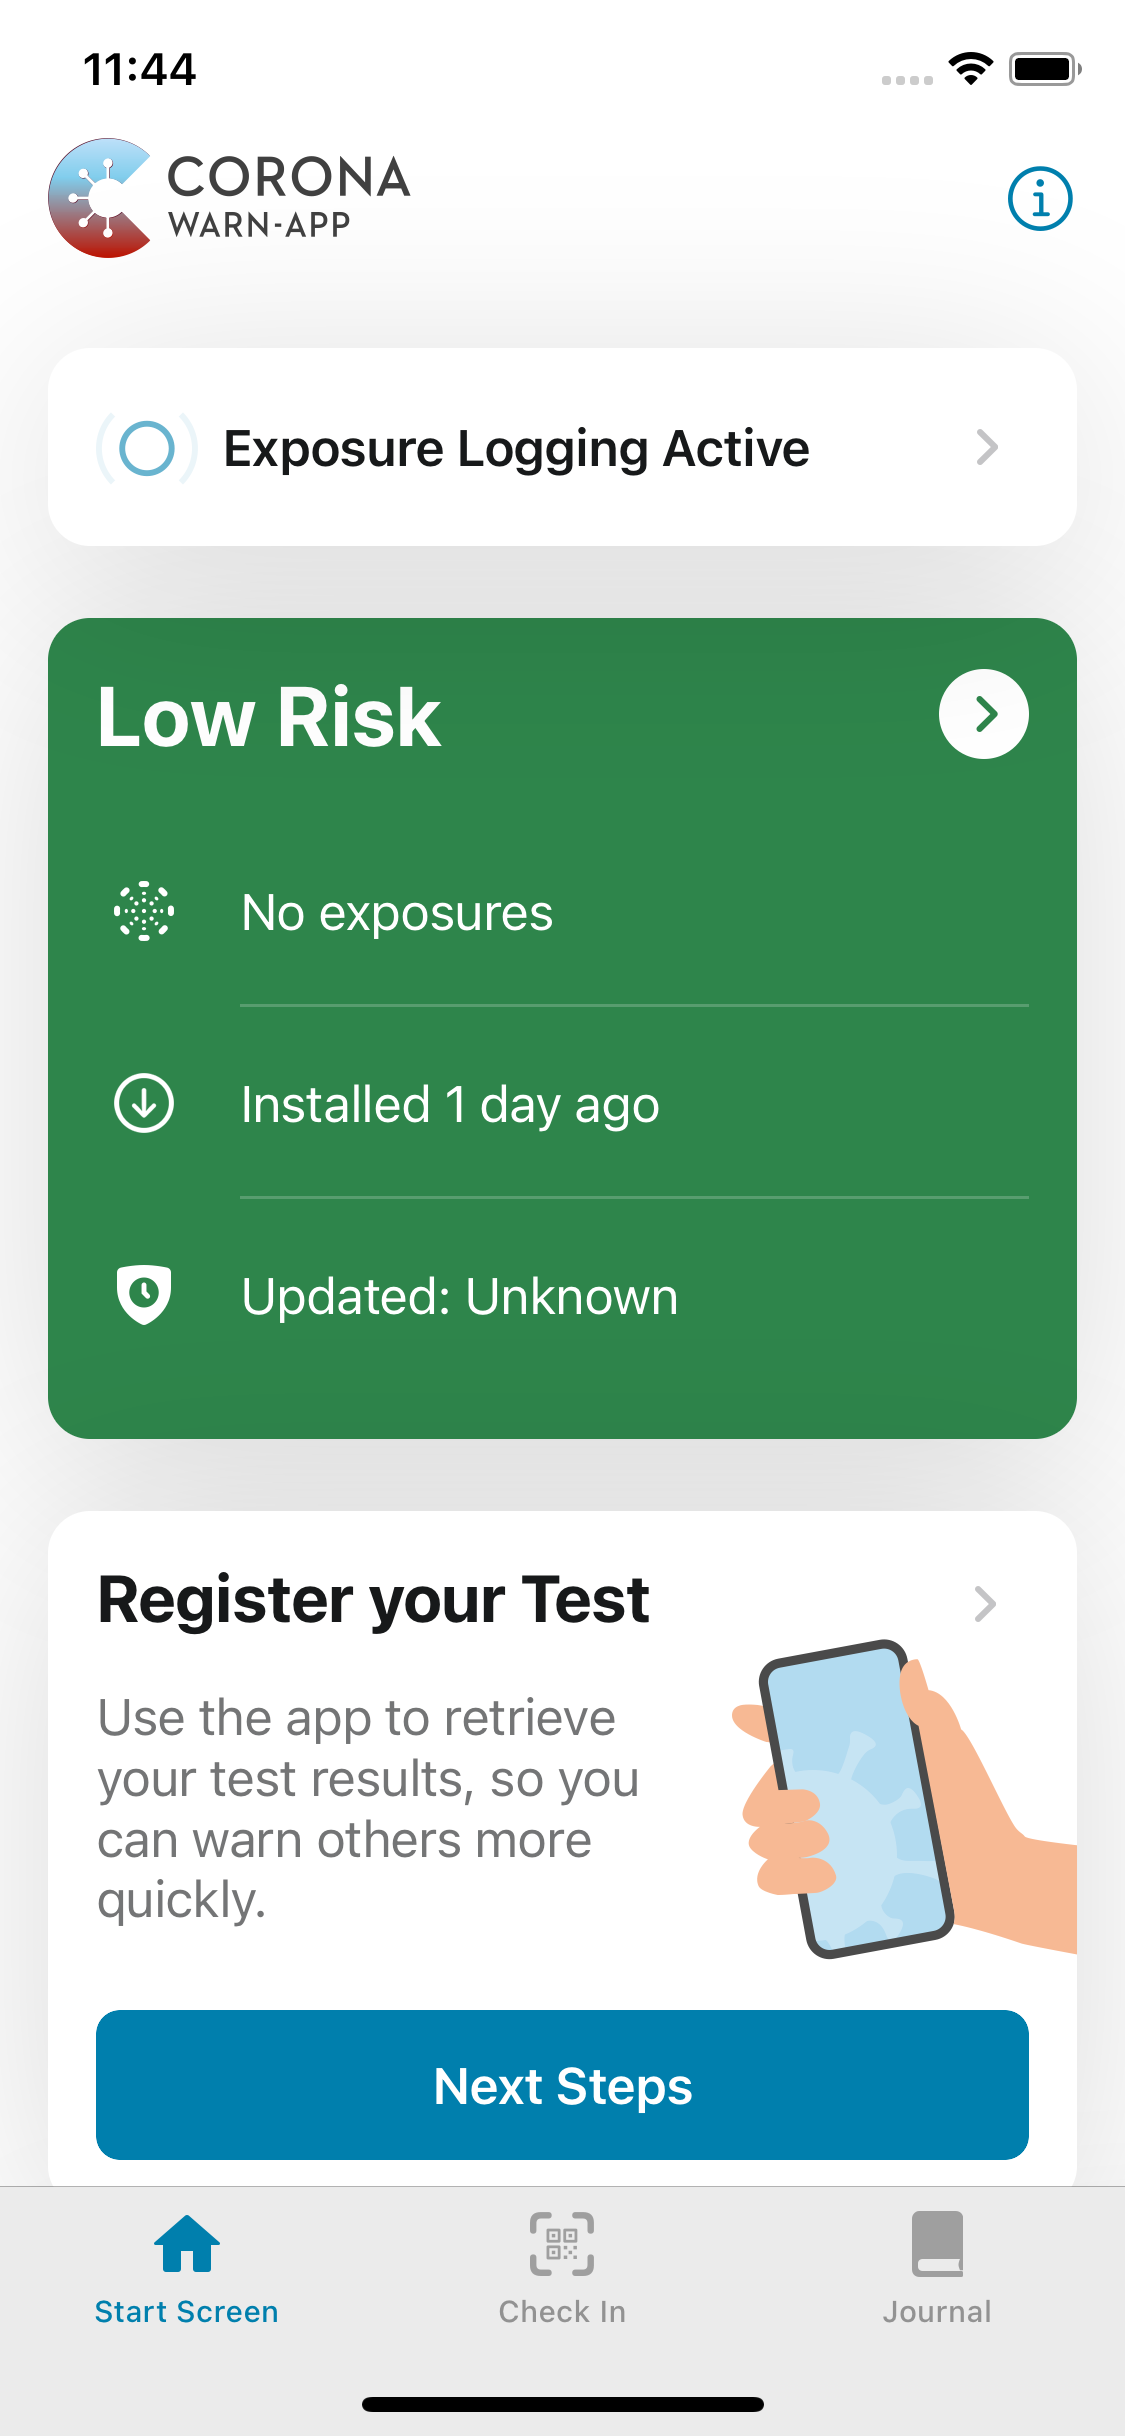 11:44
CORONA
WARN-APP
Exposure Logging Active
Low Risk
No exposures
Installed 1 day ago
Updated: Unknown
Register your Test
Use the app to retrieve
your test results, so you
can warn others more
quickly.
Next Steps
Start Screen
Check In
Journal